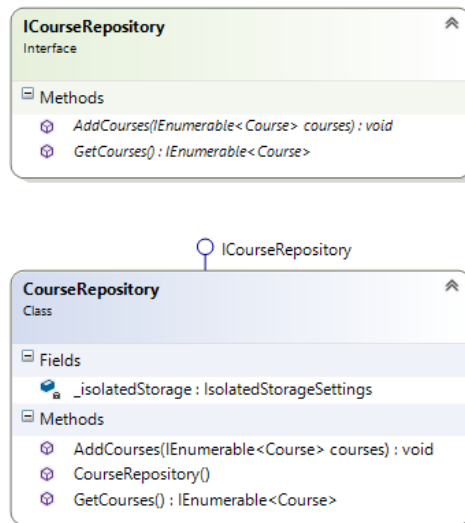 ICourseRepository
Interface
Methods
AddCourses(IEnumerable<Course> courses) : void
GetCourses() : IEnumerable<Course>
ICourseRepository
CourseRepository
Class
Fields
_isolatedStorage : IsolatedStorageSettings
Methods
AddCourses(IEnumerable<Course> courses) : void
CourseRepository()
GetCourses() : IEnumerable<Course>